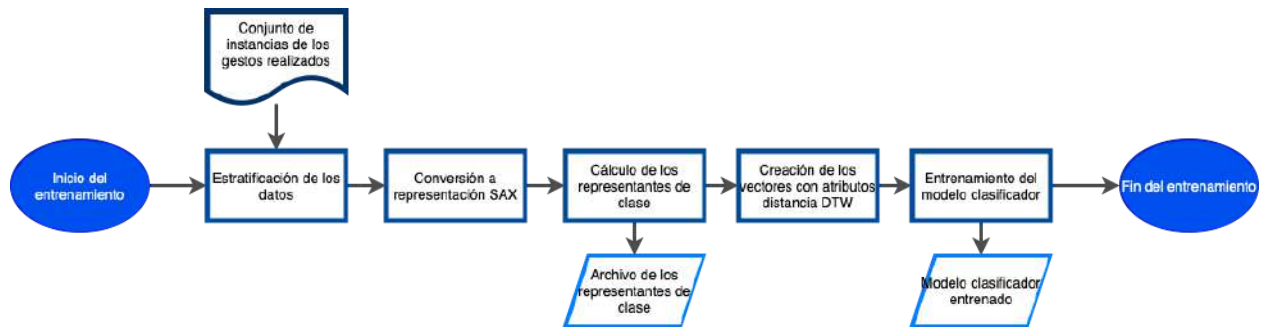 Conjunto de
instancias de los
gestos realizados
Inicio del
entrenamiento
Estratificación de los
datos
Conversión a
representación SAX
Cálculo de los
representantes de
clase
Creación de los
vectores con atributos
distancia DTW
Entrenamiento del
modelo clasificador
Fin del entrenamiento
Archivo de los
representantes de
clase
Modelo clasificador
entrenado